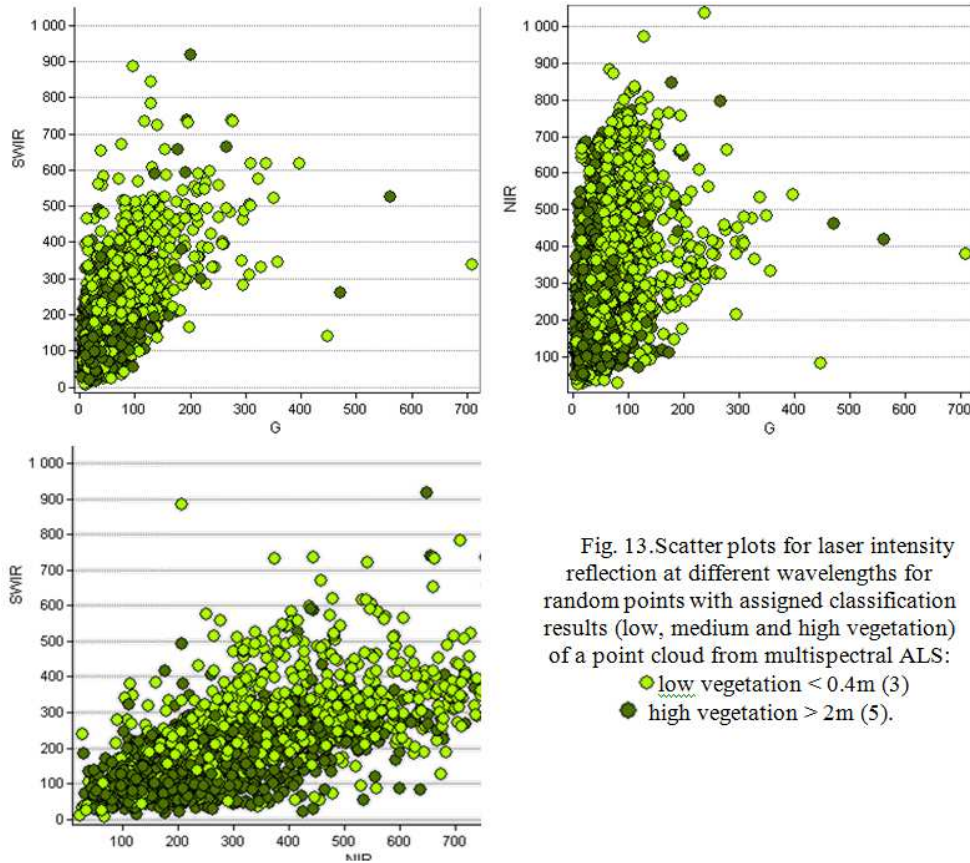 1 000
900
800
700
600
500
400
300
200
100
0
SWIR
0 100 200 300 400 500 600 700
G
1 000
900
800
700
600
500
400
300
200
100
NIR
0 100 200 300 400 500 600 700
G
1 000
900
800
700
600
500
400
300
200
100
0
SWIR
100 200 300 400 500 600 700
NIR
Fig. 13.Scatter plots for laser intensity
reflection at different wavelengths for
random points with assigned classification
results (low, medium and high vegetation)
of a point cloud from multispectral ALS:
low vegetation < 0.4m (3)
high vegetation > 2m (5).